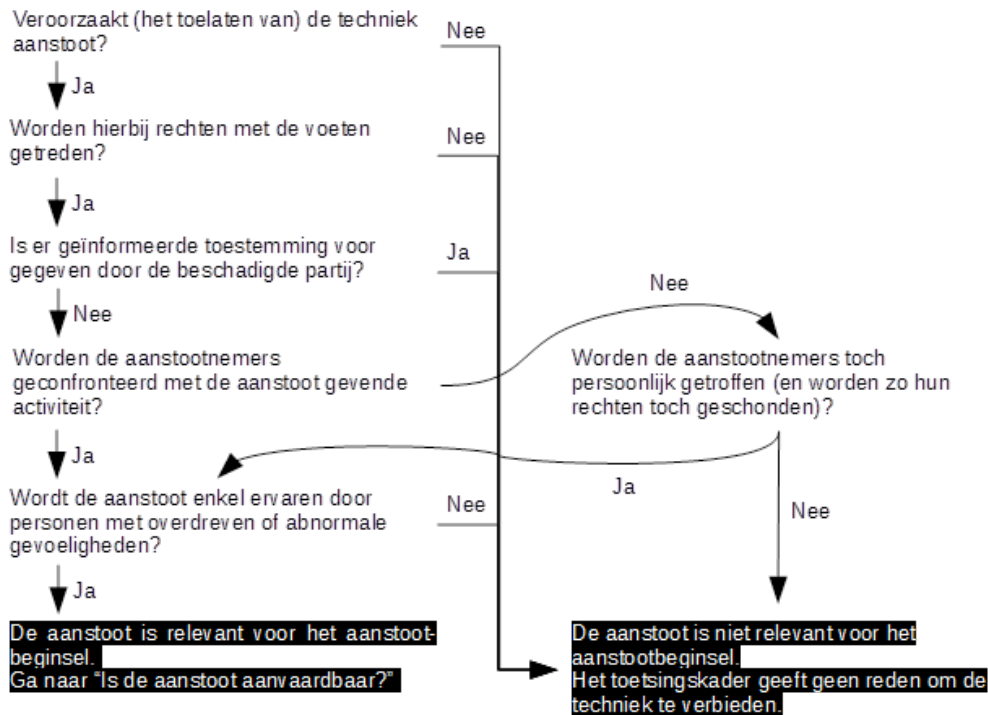 Veroorzaakt (het toelaten van) de techniek
aanstoot?
Nee
Ja
Worden hierbij rechten met de voeten
getreden?
Nee
Ja
Is er geïnformeerde toestemming voor
gegeven door de beschadigde partij?
Ja
Nee
Worden de aanstootnemers
geconfronteerd met de aanstoot gevende
activiteit?
Nee
Worden de aanstootnemers toch
persoonlijk getroffen (en worden zo hun
rechten toch geschonden)?
Ja
Ja
Nee
Wordt de aanstoot enkel ervaren door
personen met overdreven of abnormale
gevoeligheden?
Nee
Ja
De aanstoot is relevant voor het aanstoot-
beginsel.
Ga naar “Is de aanstoot aanvaardbaar?”
De aanstoot is niet relevant voor het
aanstootbeginsel.
Het toetsingskader geeft geen reden om de
techniek te verbieden.